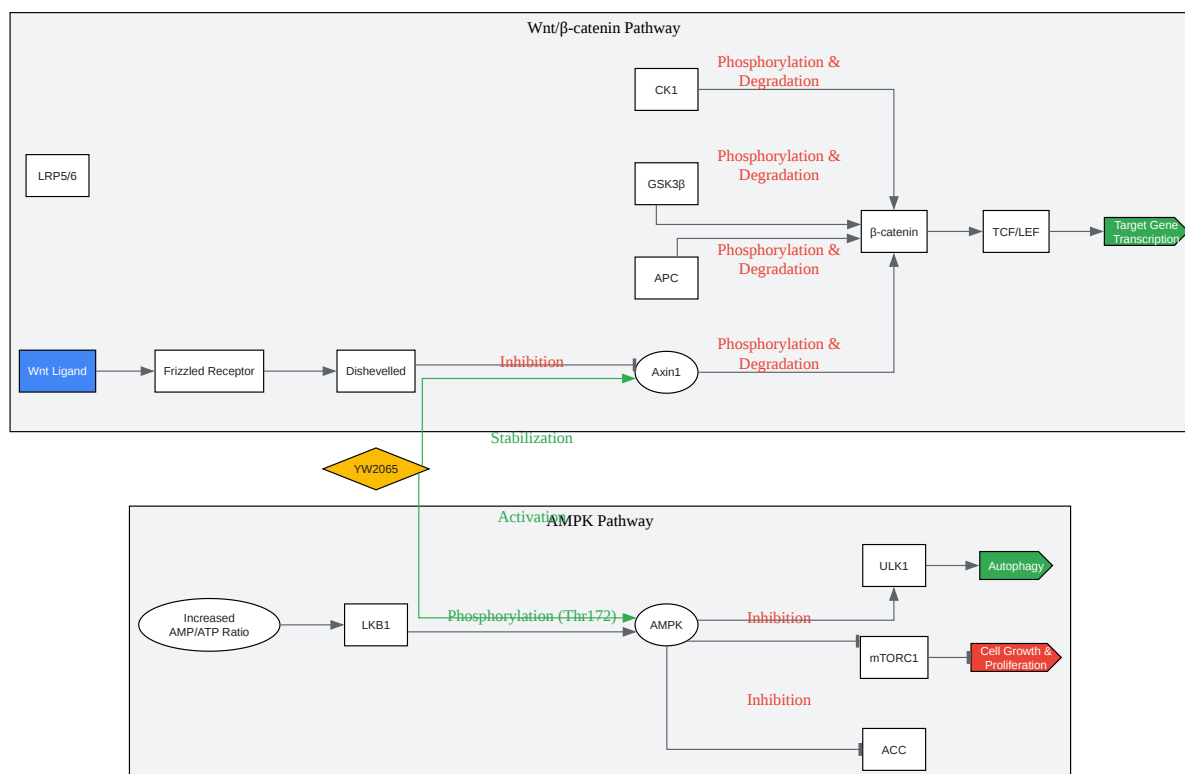 Wnt/β-catenin Pathway
Phosphorylation &
Degradation
CK1
LRP5/6
Phosphorylation &
Degradation
GSK3β
β-catenin
TCF/LEF
Target Gene
Transcription
Phosphorylation &
Degradation
APC
Wnt Ligand
Frizzled Receptor
Dishevelled
Inhibition
Axin1
Phosphorylation &
Degradation
Stabilization
YW2065
Activation
AMPK Pathway
ULK1
Autophagy
Increased
AMP/ATP Ratio
LKB1
Phosphorylation (Thr172)
AMPK
Inhibition
mTORC1
Cell Growth &
Proliferation
Inhibition
ACC